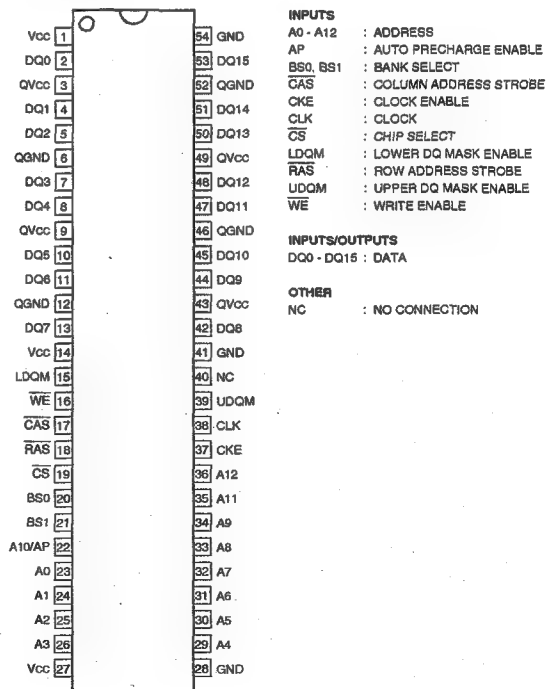 Vcc 1 54 GND
DQ0 2 53 DQ15
QVcc 3 52 QGND
DQ1 4 51 DQ14
DQ2 5 50 DQ13
QGND 6 49 QVcc
DQ3 7 48 DQ12
DQ4 8 47 DQ11
QVcc 9 46 QGND
DQ5 10 45 DQ10
DQ6 11 44 DQ9
QGND 12 43 QVcc
DQ7 13 42 DQ8
Vcc 14 41 GND
LDQM 15 40 NC
WE 16 39 UDQM
CAS 17 38 CLK
RAS 18 37 CKE
CS 19 36 A12
BS0 20 35 A11
BS1 21 34 A9
A10/AP 22 33 A8
A0 23 32 A7
A1 24 31 A6
A2 25 30 A5
A3 26 29 A4
Vcc 27 28 GND
INPUTS
A0 - A12 : ADDRESS
AP : AUTO PRECHARGE ENABLE
BS0, BS1 : BANK SELECT
CAS : COLUMN ADDRESS STROBE
CKE : CLOCK ENABLE
CLK : CLOCK
CS : CHIP SELECT
LDQM : LOWER DQ MASK ENABLE
RAS : ROW ADDRESS STROBE
UDQM : UPPER DQ MASK ENABLE
WE : WRITE ENABLE
INPUTS/OUTPUTS
DQ0 - DQ15 : DATA
OTHER
NC : NO CONNECTION